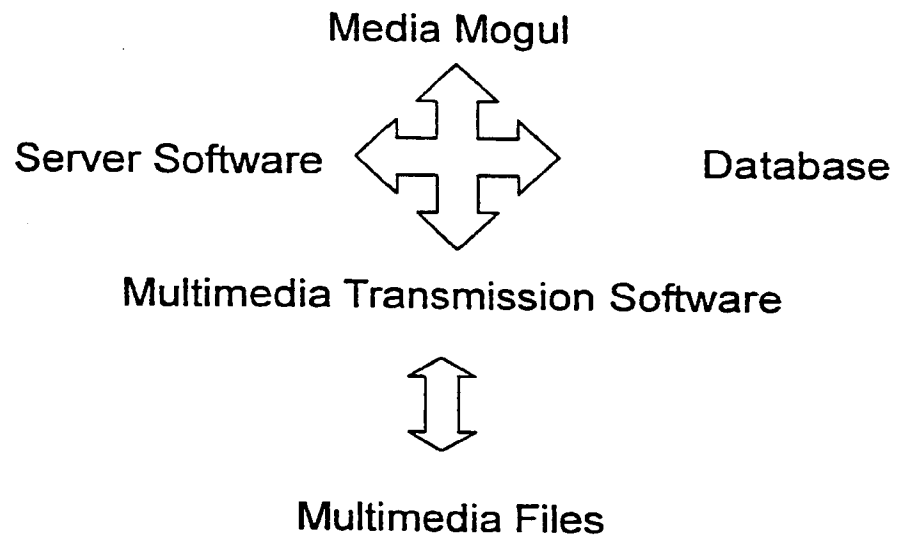 Media Mogul
Server Software
Database
Multimedia Transmission Software
Multimedia Files